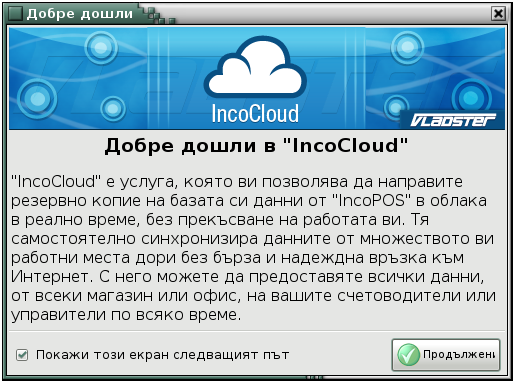 Добре дошли
IncoCloud
VLADSTER
Добре дошли в "IncoCloud"
"IncoCloud" е услуга, която ви позволява да направите
резервно копие на базата си данни от "IncoPOS" в облака
в реално време, без прекъсване на работата ви. Тя
самостоятелно синхронизира данните от множеството ви
работни места дори без бърза и надеждна връзка към
Интернет. С него можете да предоставяте всички данни,
от всеки магазин или офис, на вашите счетоводители или
управители по всяко време.
Покажи този екран следващият път
Продължени